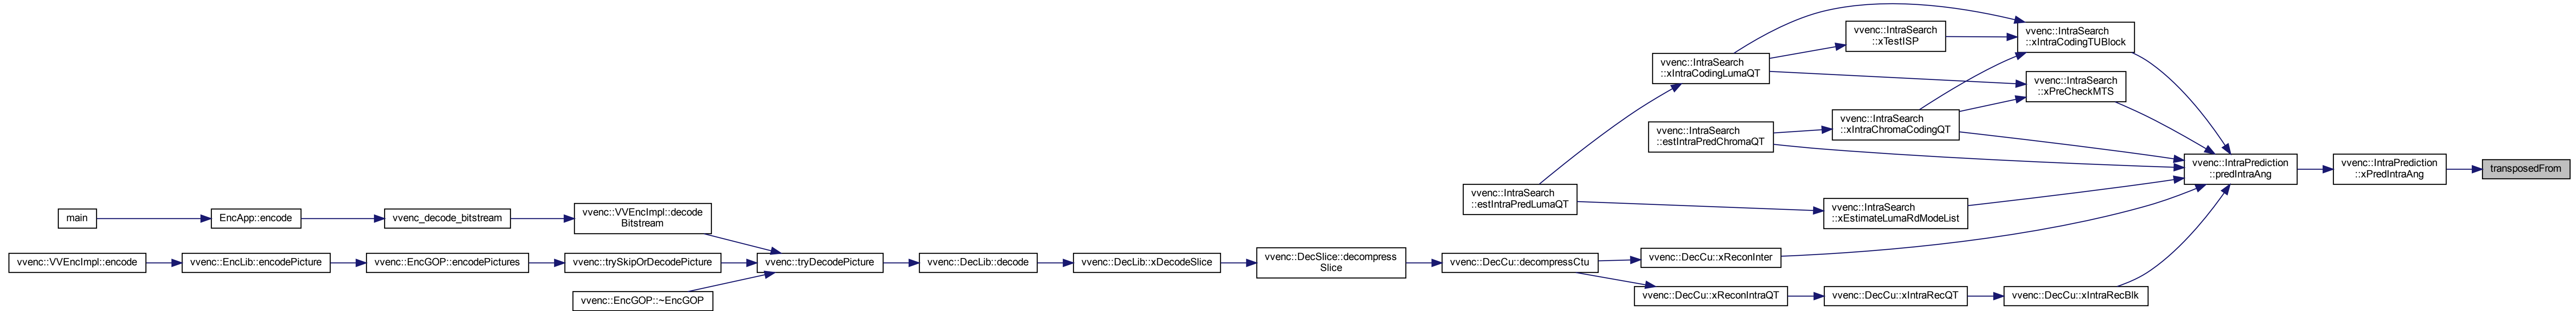 vvenc::IntraSearch
::xIntraCodingTUBlock
vvenc::IntraSearch
::xTestISP
vvenc::IntraSearch
::xIntraCodingLumaQT
vvenc::IntraSearch
::xPreCheckMTS
vvenc::IntraSearch
::xIntraChromaCodingQT
vvenc::IntraSearch
::estIntraPredChromaQT
vvenc::IntraPrediction
::predIntraAng
vvenc::IntraPrediction
::xPredIntraAng
transposedFrom
vvenc::IntraSearch
::estIntraPredLumaQT
vvenc::IntraSearch
::xEstimateLumaRdModeList
main
EncApp::encode
vvenc_decode_bitstream
vvenc::VVEncImpl::decode
Bitstream
vvenc::VVEncImpl::encode
vvenc::EncLib::encodePicture
vvenc::EncGOP::encodePictures
vvenc::trySkipOrDecodePicture
vvenc::tryDecodePicture
vvenc::DecLib::decode
vvenc::DecLib::xDecodeSlice
vvenc::DecSlice::decompress
Slice
vvenc::DecCu::decompressCtu
vvenc::DecCu::xReconInter
vvenc::EncGOP::~EncGOP
vvenc::DecCu::xReconIntraQT
vvenc::DecCu::xIntraRecQT
vvenc::DecCu::xIntraRecBlk